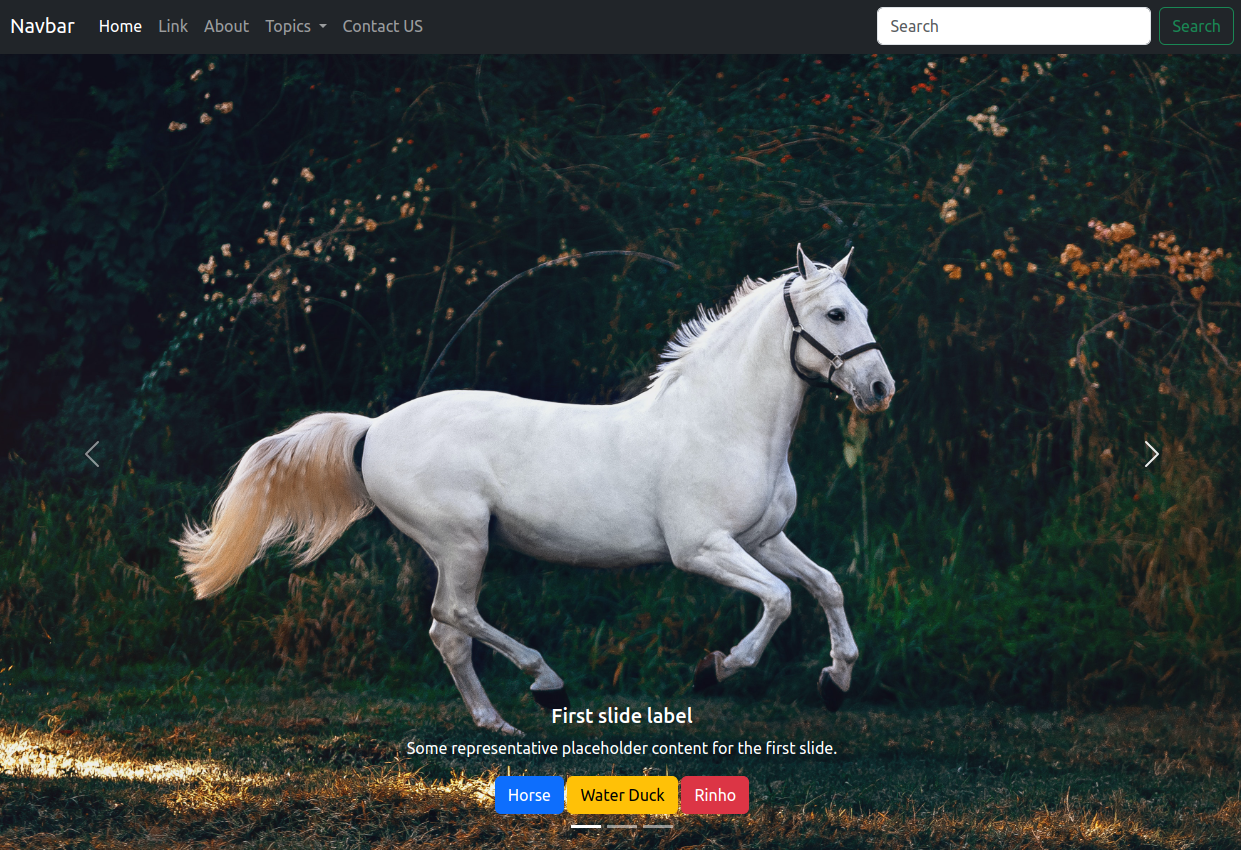 Navbar Home Link About Topics Contact US Search Search
First slide label
Some representative placeholder content for the first slide.
Horse Water Duck Rinho